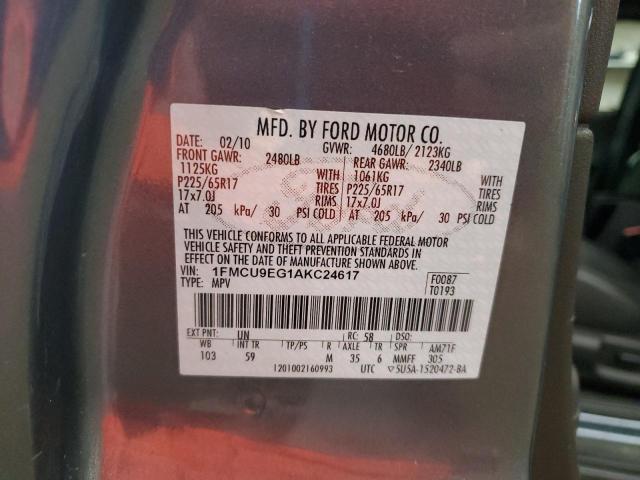 MFD. BY FORD MOTOR CO.
DATE: 02/10 GVWR: 4680LB/ 2123KG
FRONT GAWR: 2480LB REAR GAWR: 2340LB
1125KG WITH 1061KG WITH
P225/65R17 TIRES P225/65R17 TIRES
17x7.0J RIMS 17x7.0J RIMS
AT 205 kPa/ 30 PSI COLD AT 205 kPa/ 30 PSI COLD
THIS VEHICLE CONFORMS TO ALL APPLICABLE FEDERAL MOTOR
VEHICLE SAFETY AND THEFT PREVENTION STANDARDS IN
EFFECT ON THE DATE OF MANUFACTURE SHOWN ABOVE.
VIN: 1FMCU9EG1AKC24617 F0087
TYPE: MPV T0193
EXT PNT: UN RC: 58 DSO:
WB INT TR TP/PS R AXLE TR SPR AM71F
103 59 M 35 6 MMFF 305
1201002160993 UTC 5U5A-1520472-BA
Ford